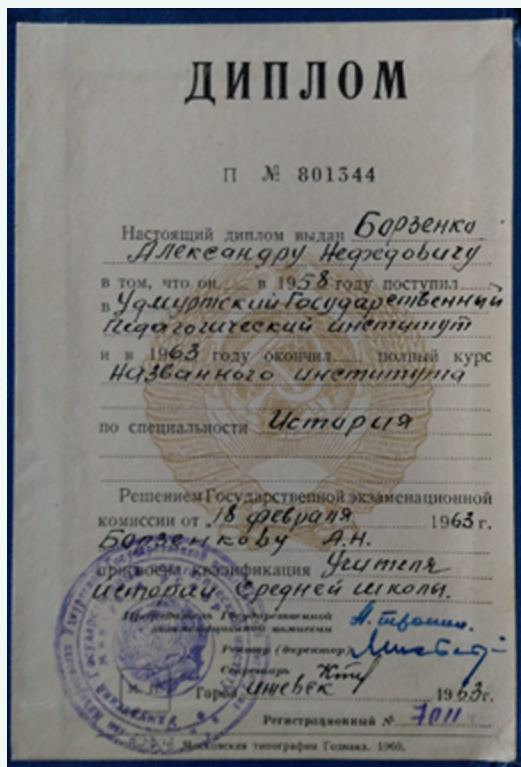 ДИПЛОМ
П № 801344
Настоящий диплом выдан Борзенко
Александру Нефедовичу
в том, что он в 1958 году поступил
в Удмуртский Государственный
Педагогический институт
и в 1963 году окончил полный курс
названного института
по специальности История
Решением Государственной экзаменационной
комиссии от „18 февраля 1963 г.
Борзенкову А.Н.
присвоена квалификация Учителя
истории Средней школы.
Председатель Государственной
экзаменационной комиссии
Ректор (директор)
Секретарь
М. П.
Город Ижевск 1963 г.
Регистрационный № 7011
Московская типография Гознака. 1960.